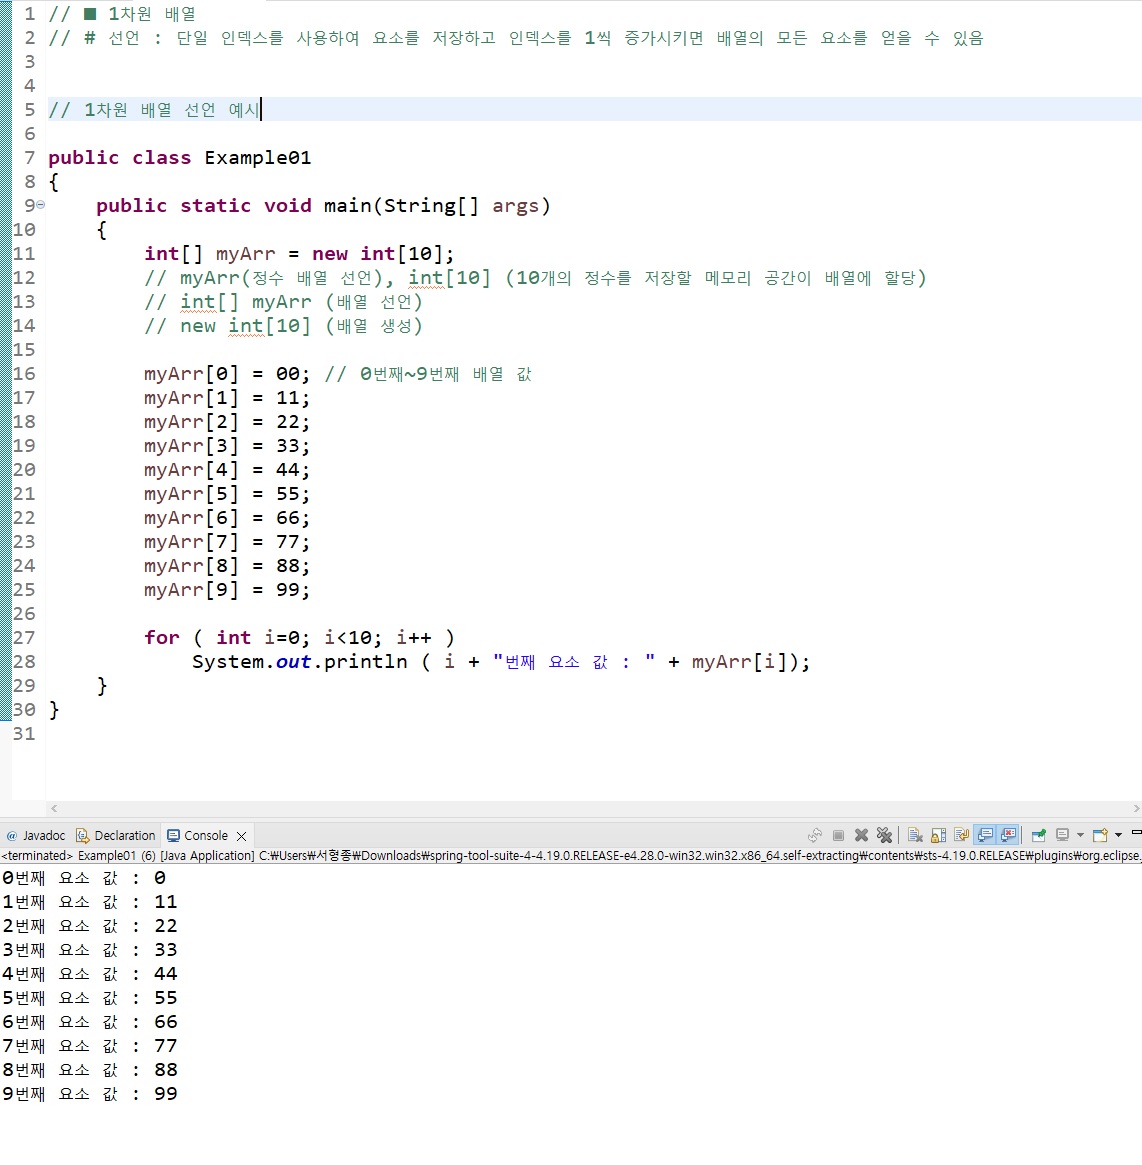 1 // ■ 1차원 배열
2 // # 선언 : 단일 인덱스를 사용하여 요소를 저장하고 인덱스를 1씩 증가시키면 배열의 모든 요소를 얻을 수 있음
3
4
5 // 1차원 배열 선언 예시
6
7 public class Example01
8 {
9 public static void main(String[] args)
10 {
11 int[] myArr = new int[10];
12 // myArr(정수 배열 선언), int[10] (10개의 정수를 저장할 메모리 공간이 배열에 할당)
13 // int[] myArr (배열 선언)
14 // new int[10] (배열 생성)
15
16 myArr[0] = 00; // 0번째~9번째 배열 값
17 myArr[1] = 11;
18 myArr[2] = 22;
19 myArr[3] = 33;
20 myArr[4] = 44;
21 myArr[5] = 55;
22 myArr[6] = 66;
23 myArr[7] = 77;
24 myArr[8] = 88;
25 myArr[9] = 99;
26
27 for ( int i=0; i<10; i++ )
28 System.out.println ( i + "번째 요소 값 : " + myArr[i]);
29 }
30 }
31
@ Javadoc Declaration Console
<terminated> Example01 (6) [Java Application] C:₩Users₩서형종₩Downloads₩spring-tool-suite-4-4.19.0.RELEASE-e4.28.0-win32.win32.x86_64.self-extracting₩contents₩sts-4.19.0.RELEASE₩plugins₩org.eclipse.
0번째 요소 값 : 0
1번째 요소 값 : 11
2번째 요소 값 : 22
3번째 요소 값 : 33
4번째 요소 값 : 44
5번째 요소 값 : 55
6번째 요소 값 : 66
7번째 요소 값 : 77
8번째 요소 값 : 88
9번째 요소 값 : 99